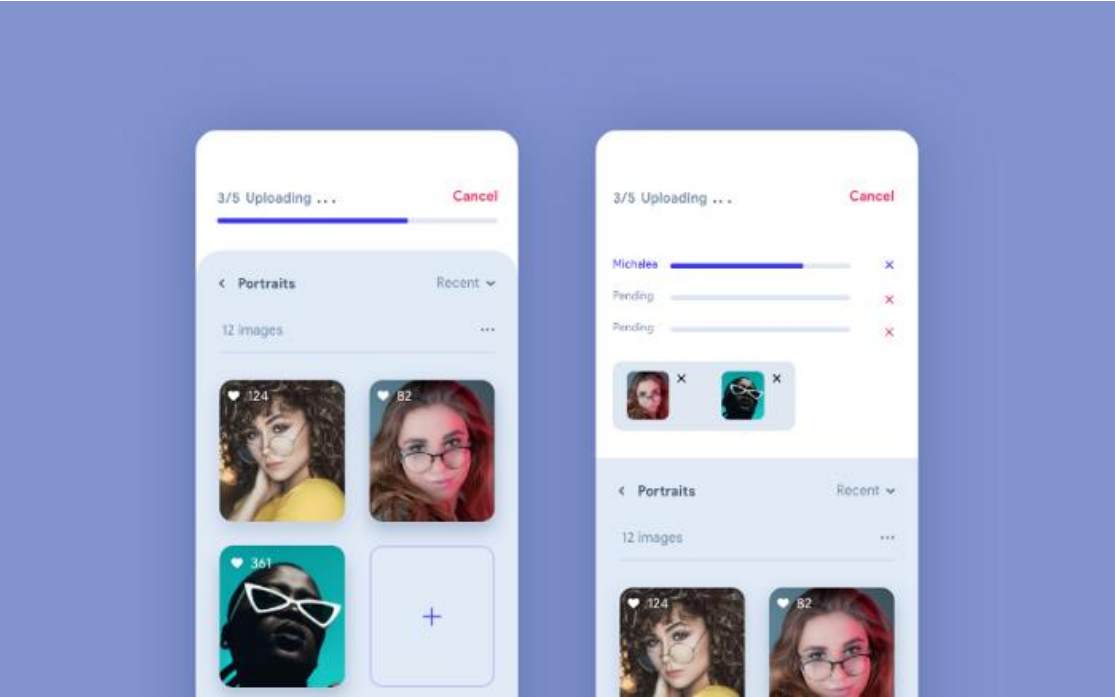 3/5 Uploading ...
Cancel
Portraits
Recent
12 images
...
124
82
361
+
3/5 Uploading ...
Cancel
Michalea
Pending
Pending
Portraits
Recent
12 images
...
124
82